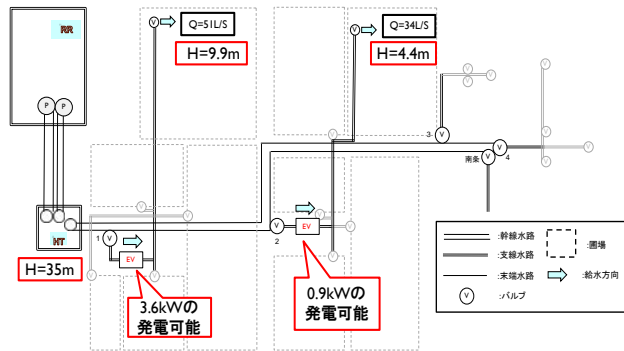 RR
P
P
HT
H=35m
V
Q=51L/S
H=9.9m
V
Q=34L/S
H=4.4m
V
V
V
V
V
3
V
V
4
V
南条
V
V
V
V
V
V
1
V
EV
V
V
V
2
V
EV
V
V
3.6kWの
発電可能
0.9kWの
発電可能
:幹線水路
:支線水路
:末端水路
V
:バルブ
:圃場
:給水方向